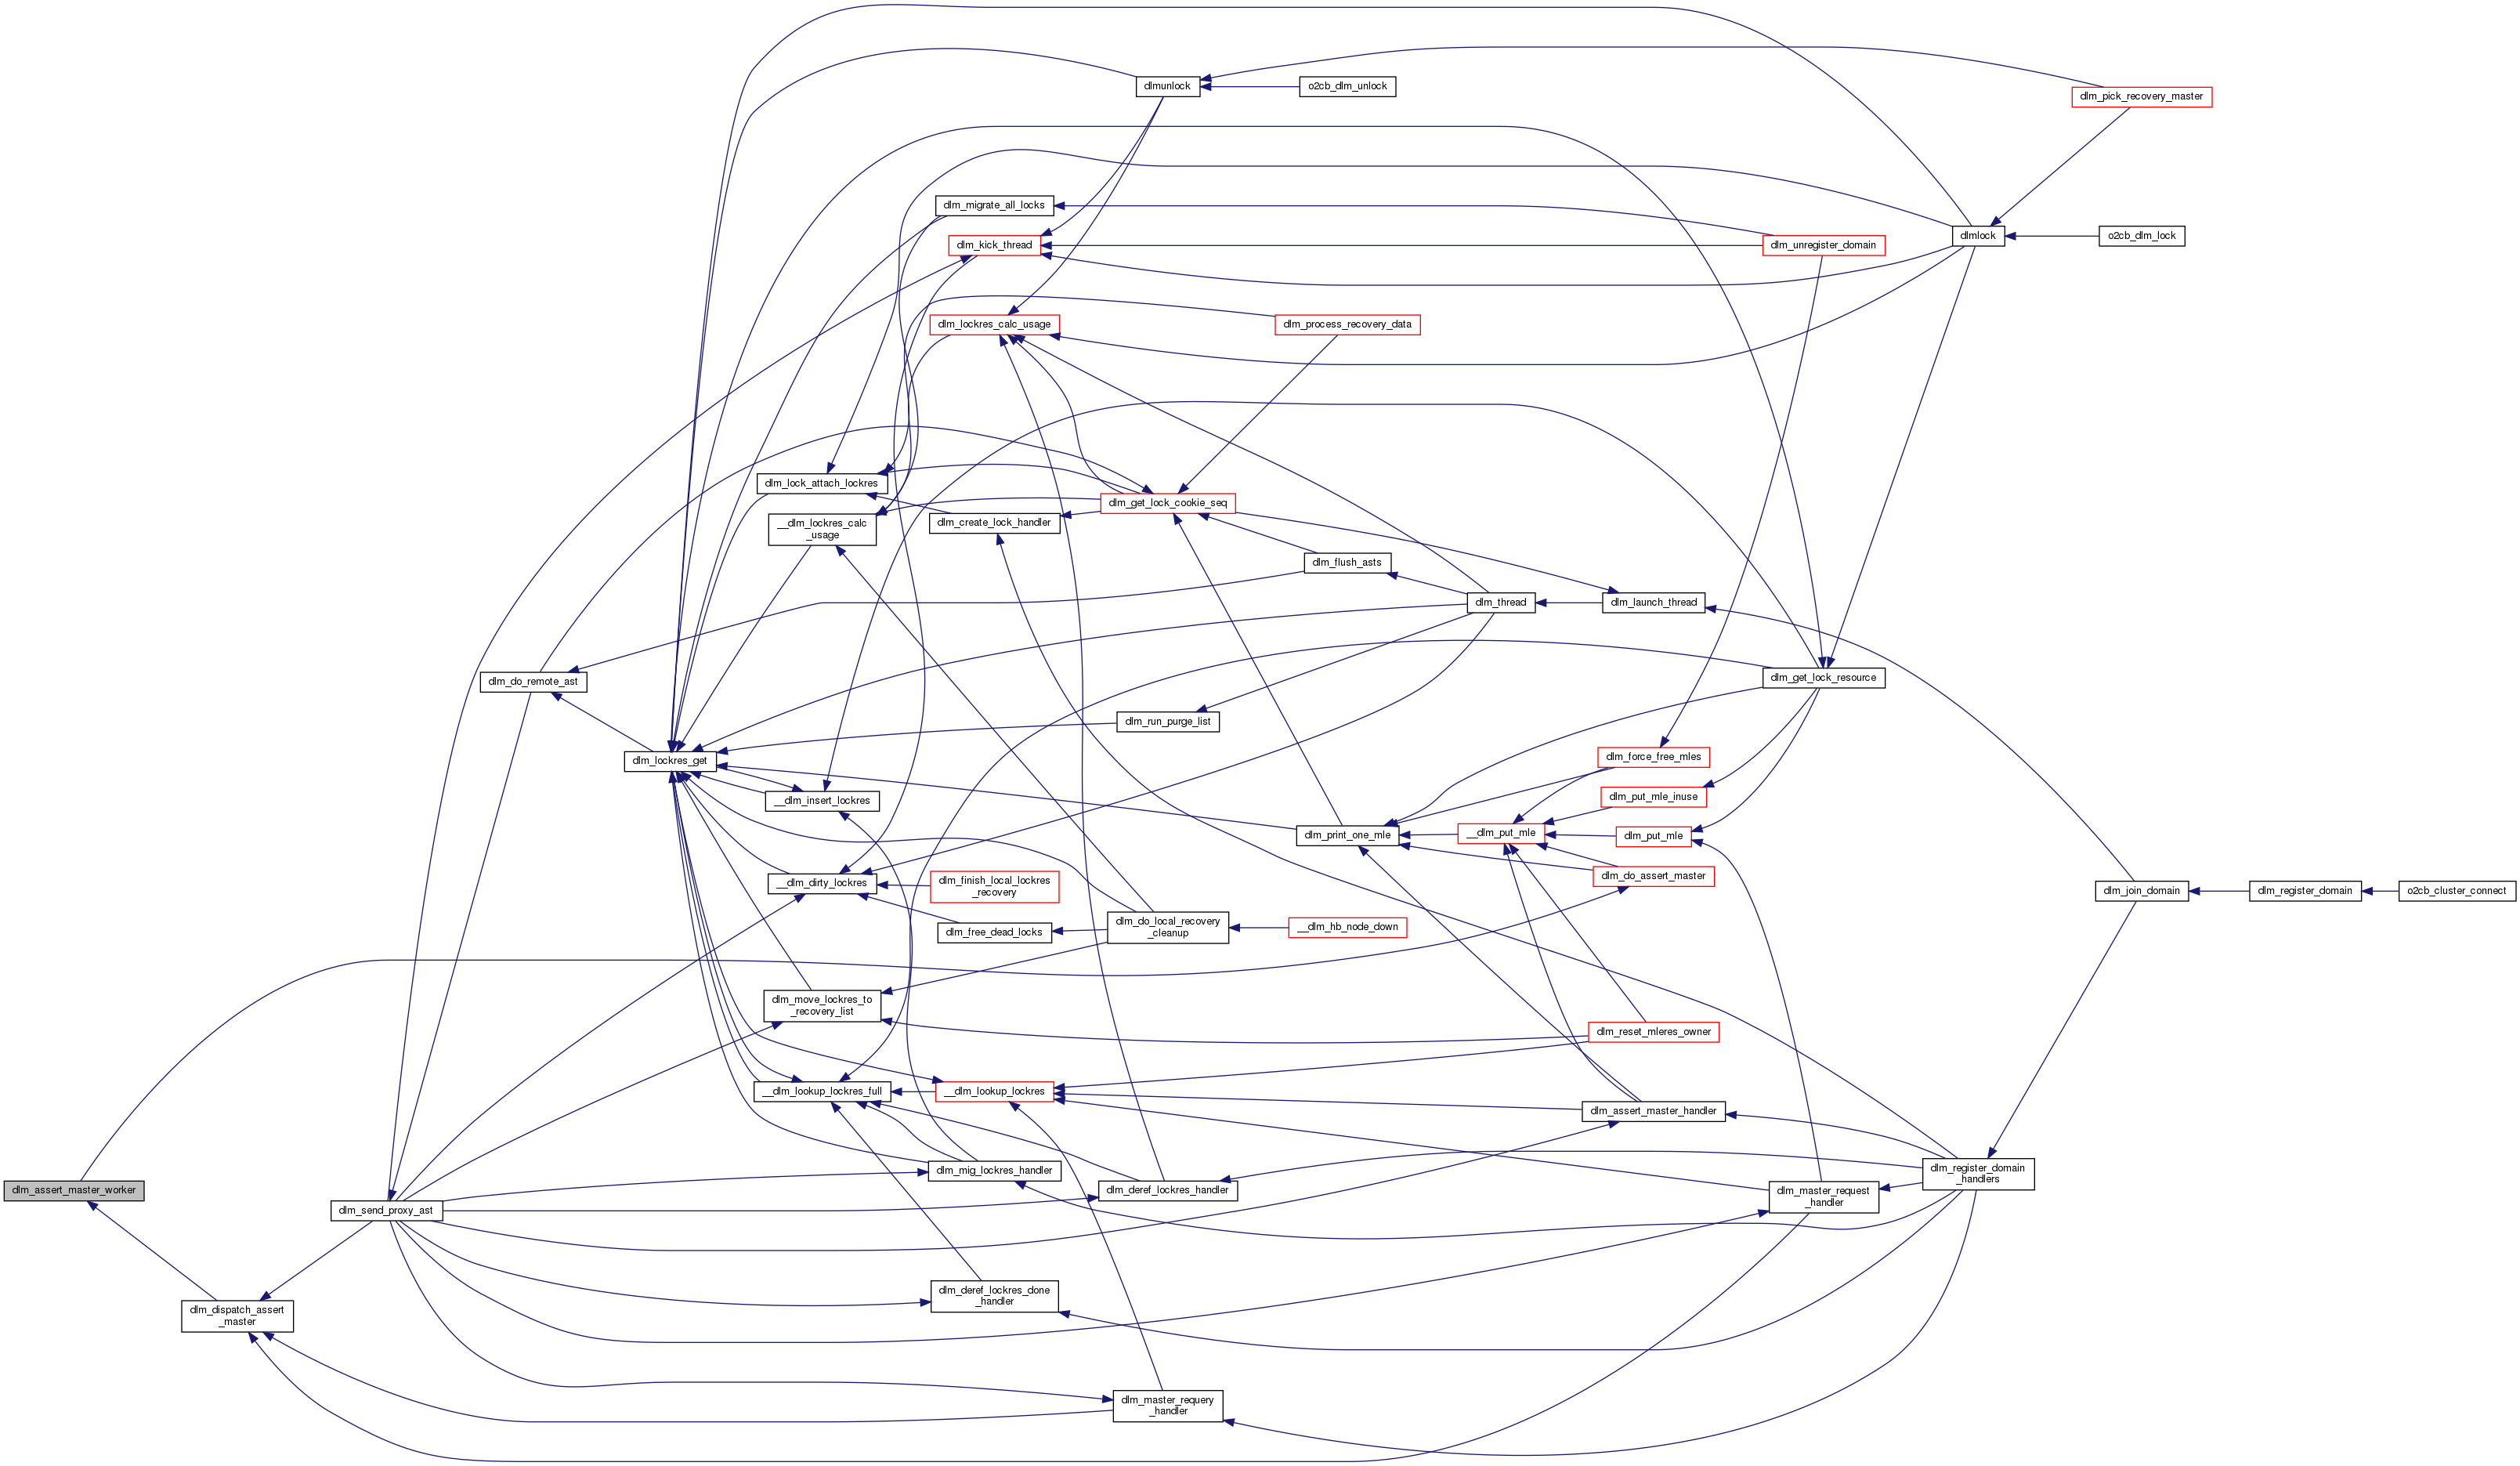 dlmunlock
o2cb_dlm_unlock
dlm_pick_recovery_master
dlm_migrate_all_locks
dlm_kick_thread
dlm_unregister_domain
dlmlock
o2cb_dlm_lock
dlm_lockres_calc_usage
dlm_process_recovery_data
dlm_lock_attach_lockres
dlm_get_lock_cookie_seq
__dlm_lockres_calc
_usage
dlm_create_lock_handler
dlm_flush_asts
dlm_thread
dlm_launch_thread
dlm_do_remote_ast
dlm_get_lock_resource
dlm_run_purge_list
dlm_lockres_get
dlm_force_free_mles
__dlm_insert_lockres
dlm_put_mle_inuse
dlm_print_one_mle
__dlm_put_mle
dlm_put_mle
__dlm_dirty_lockres
dlm_finish_local_lockres
_recovery
dlm_do_assert_master
dlm_join_domain
dlm_register_domain
o2cb_cluster_connect
dlm_free_dead_locks
dlm_do_local_recovery
_cleanup
__dlm_hb_node_down
dlm_move_lockres_to
_recovery_list
dlm_reset_mleres_owner
__dlm_lookup_lockres_full
__dlm_lookup_lockres
dlm_assert_master_handler
dlm_mig_lockres_handler
dlm_register_domain
_handlers
dlm_assert_master_worker
dlm_deref_lockres_handler
dlm_master_request
_handler
dlm_send_proxy_ast
dlm_deref_lockres_done
_handler
dlm_dispatch_assert
_master
dlm_master_requery
_handler